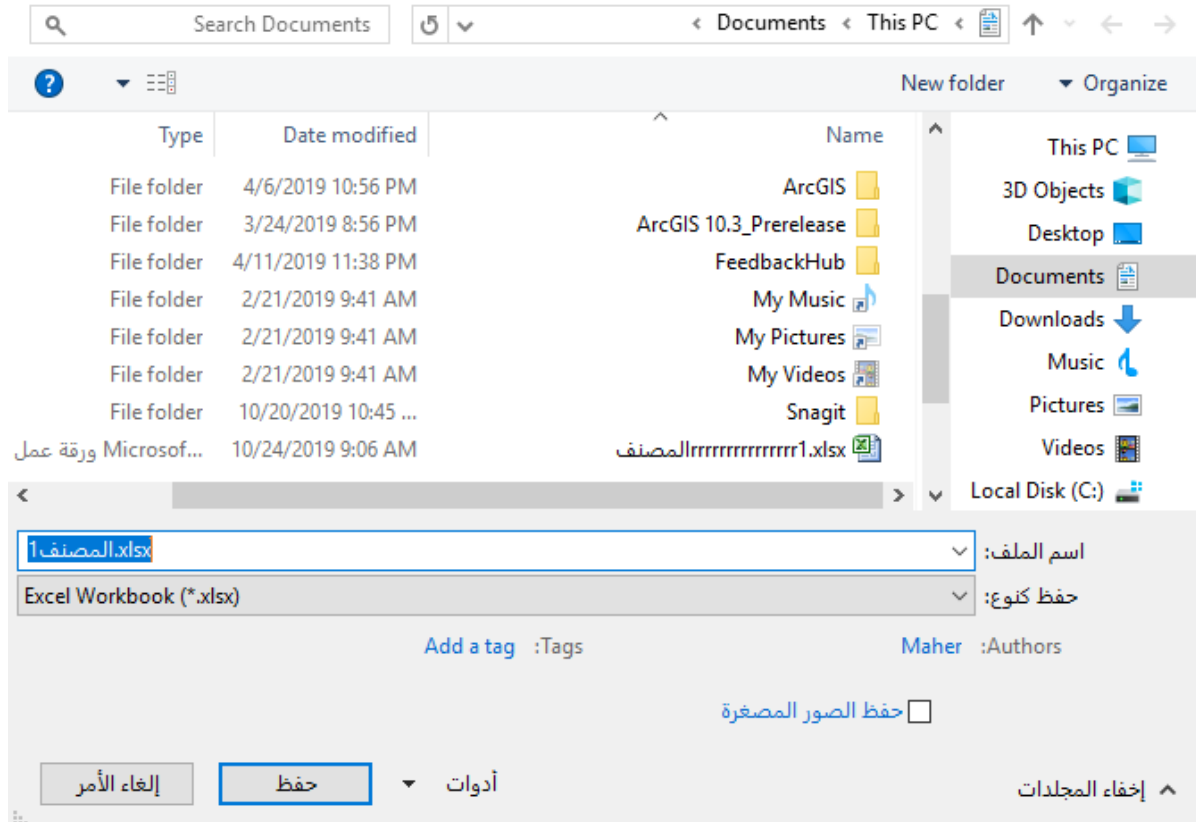 This PC › Documents ›
Search Documents
Organize
New folder
This PC
3D Objects
Desktop
Documents
Downloads
Music
Pictures
Videos
Local Disk (C:)
Name Date modified Type
ArcGIS 4/6/2019 10:56 PM File folder
ArcGIS 10.3_Prerelease 3/24/2019 8:56 PM File folder
FeedbackHub 4/11/2019 11:38 PM File folder
My Music 2/21/2019 9:41 AM File folder
My Pictures 2/21/2019 9:41 AM File folder
My Videos 2/21/2019 9:41 AM File folder
Snagit 10/20/2019 10:45 ... File folder
المصنفrrrrrrrrrrrrrrrr1.xlsx 10/24/2019 9:06 AM ورقة عمل Microsof...
اسم الملف: المصنف1.xlsx
حفظ كنوع: Excel Workbook (*.xlsx)
Authors: Maher Tags: Add a tag
حفظ الصور المصغرة
إخفاء المجلدات
أدوات
حفظ
إلغاء الأمر